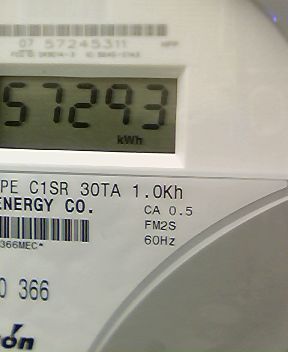 07 57245311
57293
kWh
PE C1SR 30TA 1.0Kh
ENERGY CO.
CA 0.5
FM2S
60Hz
366MEC*
0 366
ón